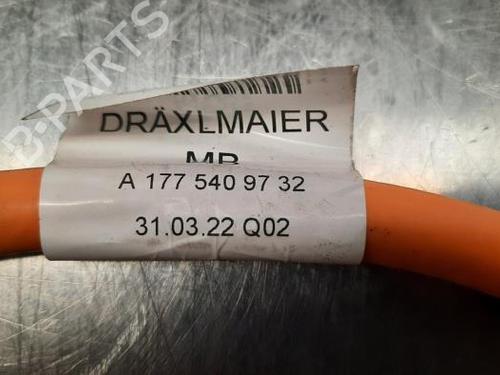 B-PARTS
DRÄXLMAIER
MB
A 177 540 97 32
31.03.22 Q02